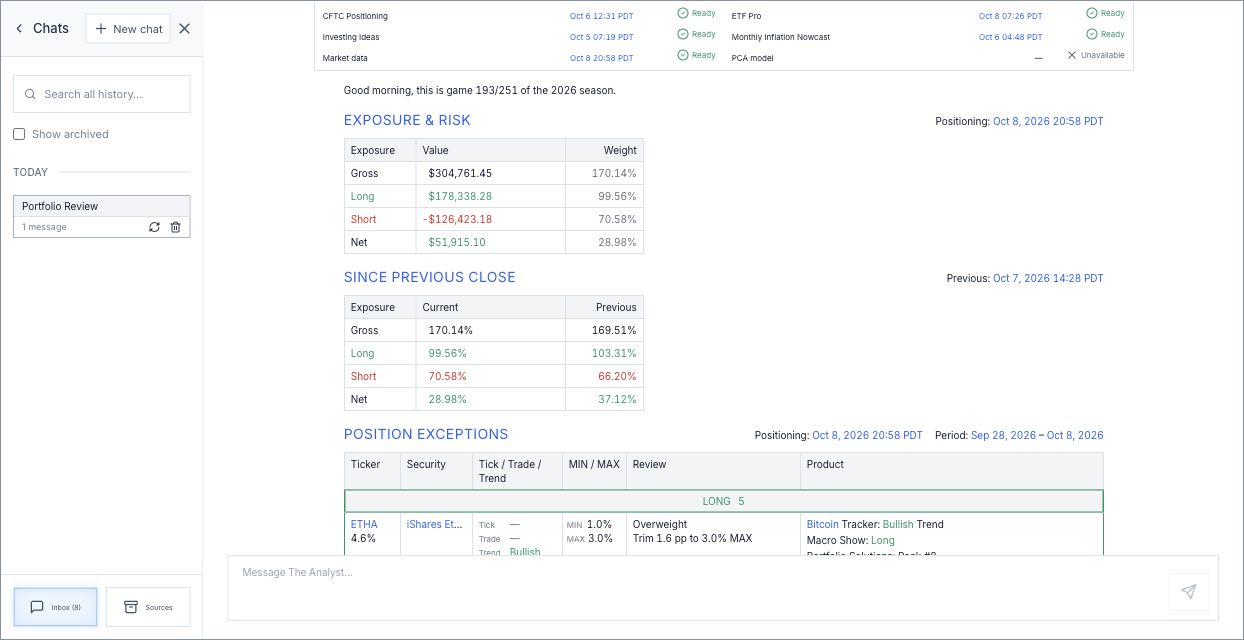 Chats
New chat
Search all history...
Show archived
TODAY
Portfolio Review
1 message
Inbox (8)
Sources
CFTC Positioning Oct 6 12:31 PDT Ready ETF Pro Oct 8 07:26 PDT Ready
Investing Ideas Oct 5 07:19 PDT Ready Monthly Inflation Nowcast Oct 6 04:48 PDT Ready
Market data Oct 8 20:58 PDT Ready PCA model — Unavailable
Good morning, this is game 193/251 of the 2026 season.
EXPOSURE & RISK Positioning: Oct 8, 2026 20:58 PDT
Exposure Value Weight
Gross $304,761.45 170.14%
Long $178,338.28 99.56%
Short -$126,423.18 70.58%
Net $51,915.10 28.98%
SINCE PREVIOUS CLOSE Previous: Oct 7, 2026 14:28 PDT
Exposure Current Previous
Gross 170.14% 169.51%
Long 99.56% 103.31%
Short 70.58% 66.20%
Net 28.98% 37.12%
POSITION EXCEPTIONS Positioning: Oct 8, 2026 20:58 PDT Period: Sep 28, 2026 – Oct 8, 2026
Ticker Security Tick / Trade / MIN / MAX Review Product
Trend
LONG 5
ETHA iShares Et... Tick — MIN 1.0% Overweight Bitcoin Tracker: Bullish Trend
4.6% Trade — MAX 3.0% Trim 1.6 pp to 3.0% MAX Macro Show: Long
Trend Bullish
Message The Analyst...